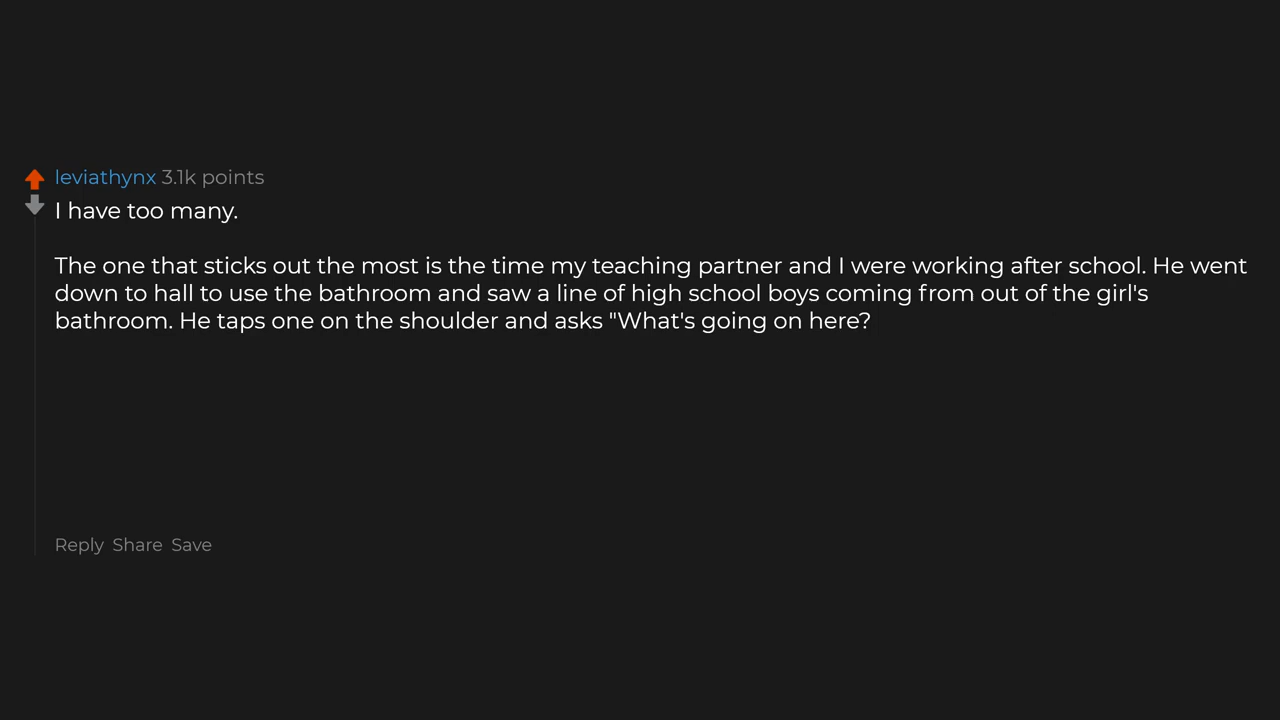 leviathynx 3.1k points
I have too many.
The one that sticks out the most is the time my teaching partner and I were working after school. He went
down to hall to use the bathroom and saw a line of high school boys coming from out of the girl's
bathroom. He taps one on the shoulder and asks "What's going on here?
Reply Share Save